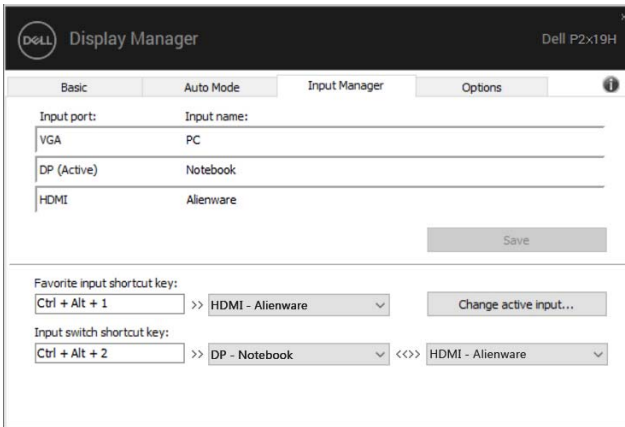 DELL Display Manager Dell P2x19H
Basic Auto Mode Input Manager Options
Input port: Input name:
VGA PC
DP (Active) Notebook
HDMI Alienware
Save
Favorite input shortcut key:
Ctrl + Alt + 1 >> HDMI - Alienware Change active input...
Input switch shortcut key:
Ctrl + Alt + 2 >> DP - Notebook <<>> HDMI - Alienware